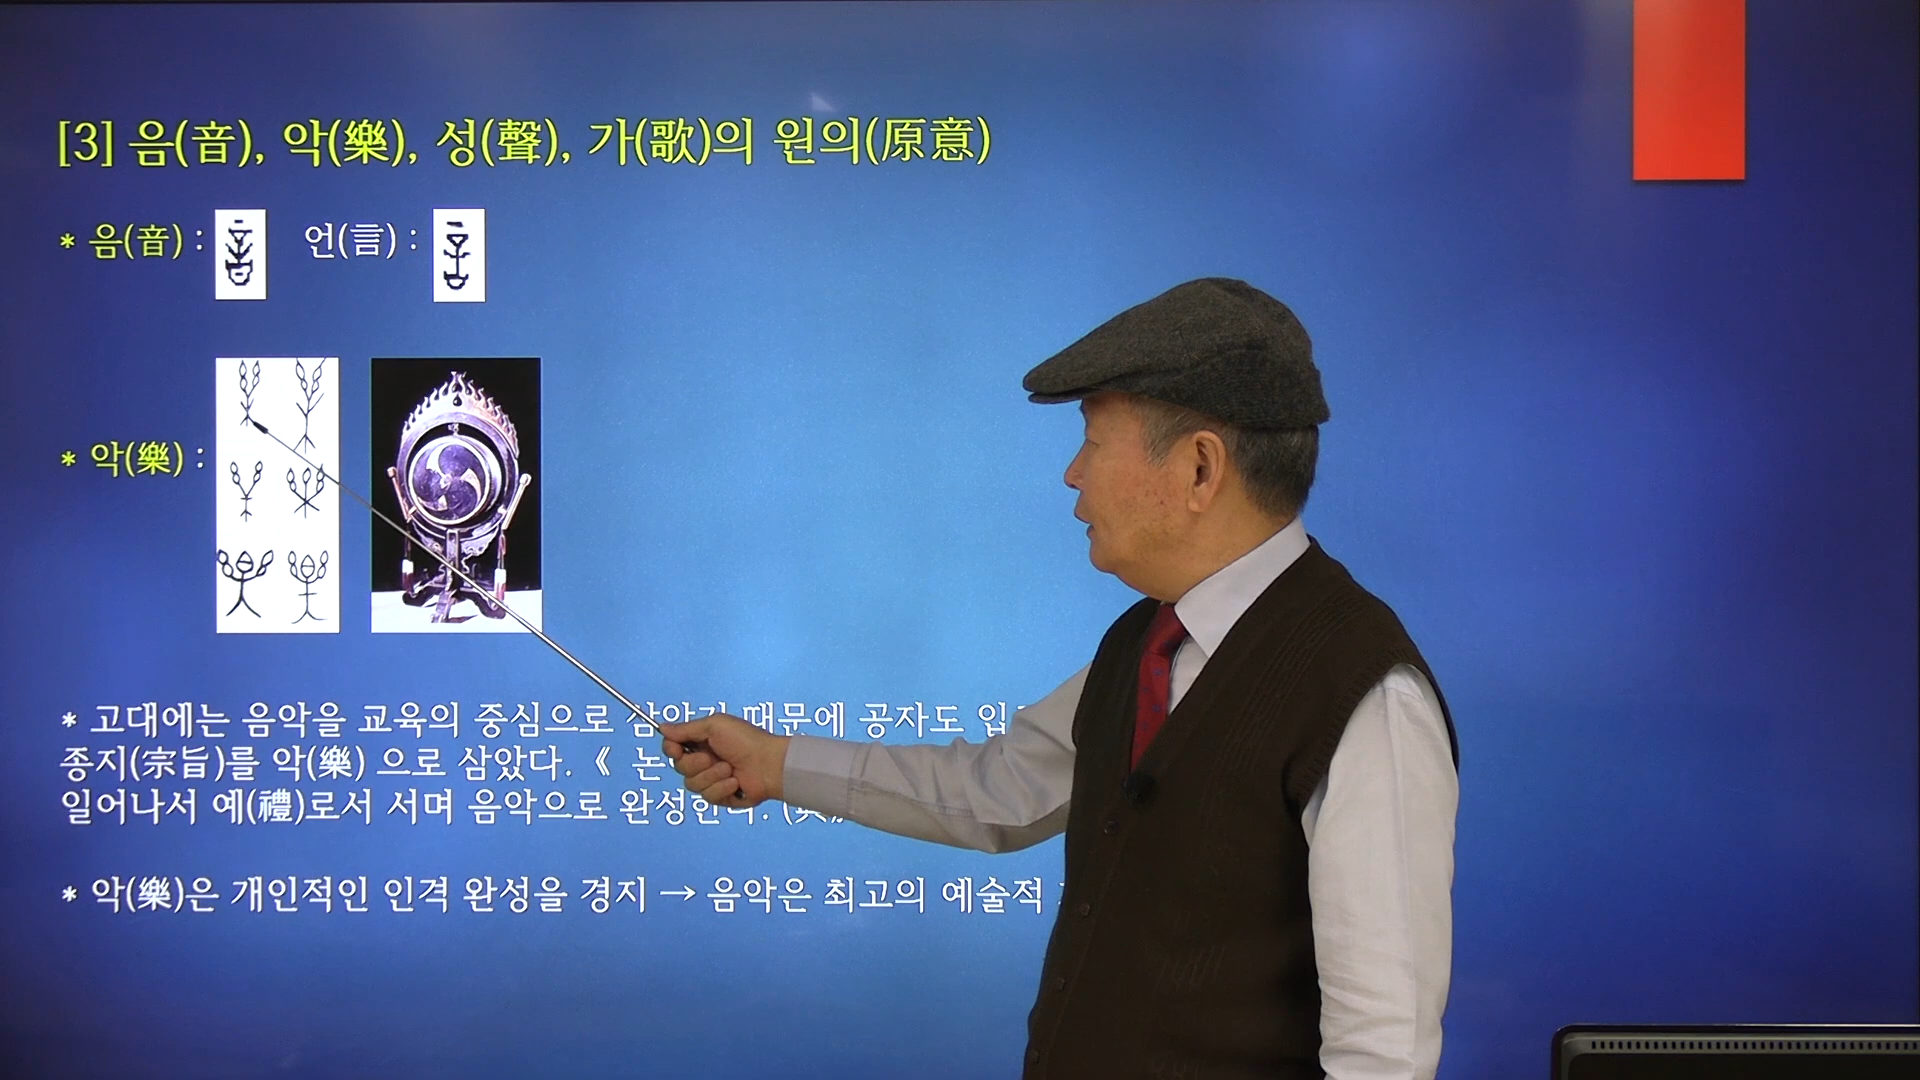 [3] 음(音), 악(樂), 성(聲), 가(歌)의 원의(原意)
* 음(音) : 언(言) :
* 악(樂) :
* 고대에는 음악을 교육의 중심으로 때문에 공자도
종지(宗旨)를 악(樂) 으로 삼았다. 《
일어나서 예(禮)로서 서며 음악으로
* 악(樂)은 개인적인 인격 완성을 경지 → 음악은 최고의 예술적